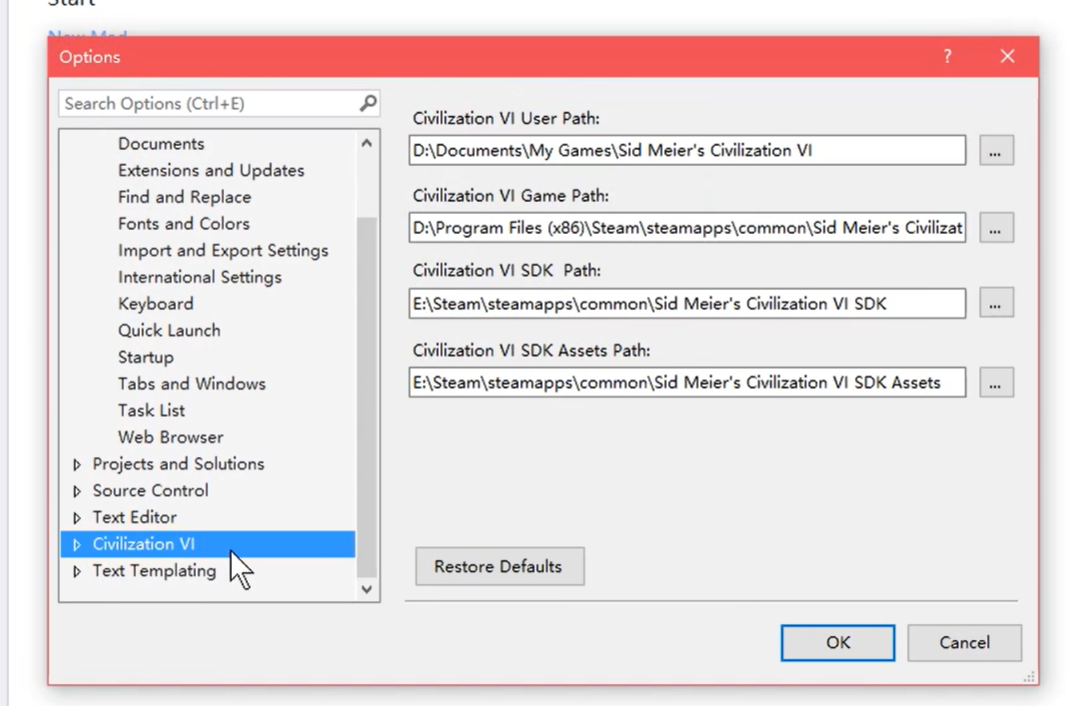 Start
New Mod
Options
?
Search Options (Ctrl+E)
Documents
Extensions and Updates
Find and Replace
Fonts and Colors
Import and Export Settings
International Settings
Keyboard
Quick Launch
Startup
Tabs and Windows
Task List
Web Browser
Projects and Solutions
Source Control
Text Editor
Civilization VI
Text Templating
Civilization VI User Path:
D:\Documents\My Games\Sid Meier's Civilization VI
...
Civilization VI Game Path:
D:\Program Files (x86)\Steam\steamapps\common\Sid Meier's Civilizat
...
Civilization VI SDK  Path:
E:\Steam\steamapps\common\Sid Meier's Civilization VI SDK
...
Civilization VI SDK Assets Path:
E:\Steam\steamapps\common\Sid Meier's Civilization VI SDK Assets
...
Restore Defaults
OK
Cancel